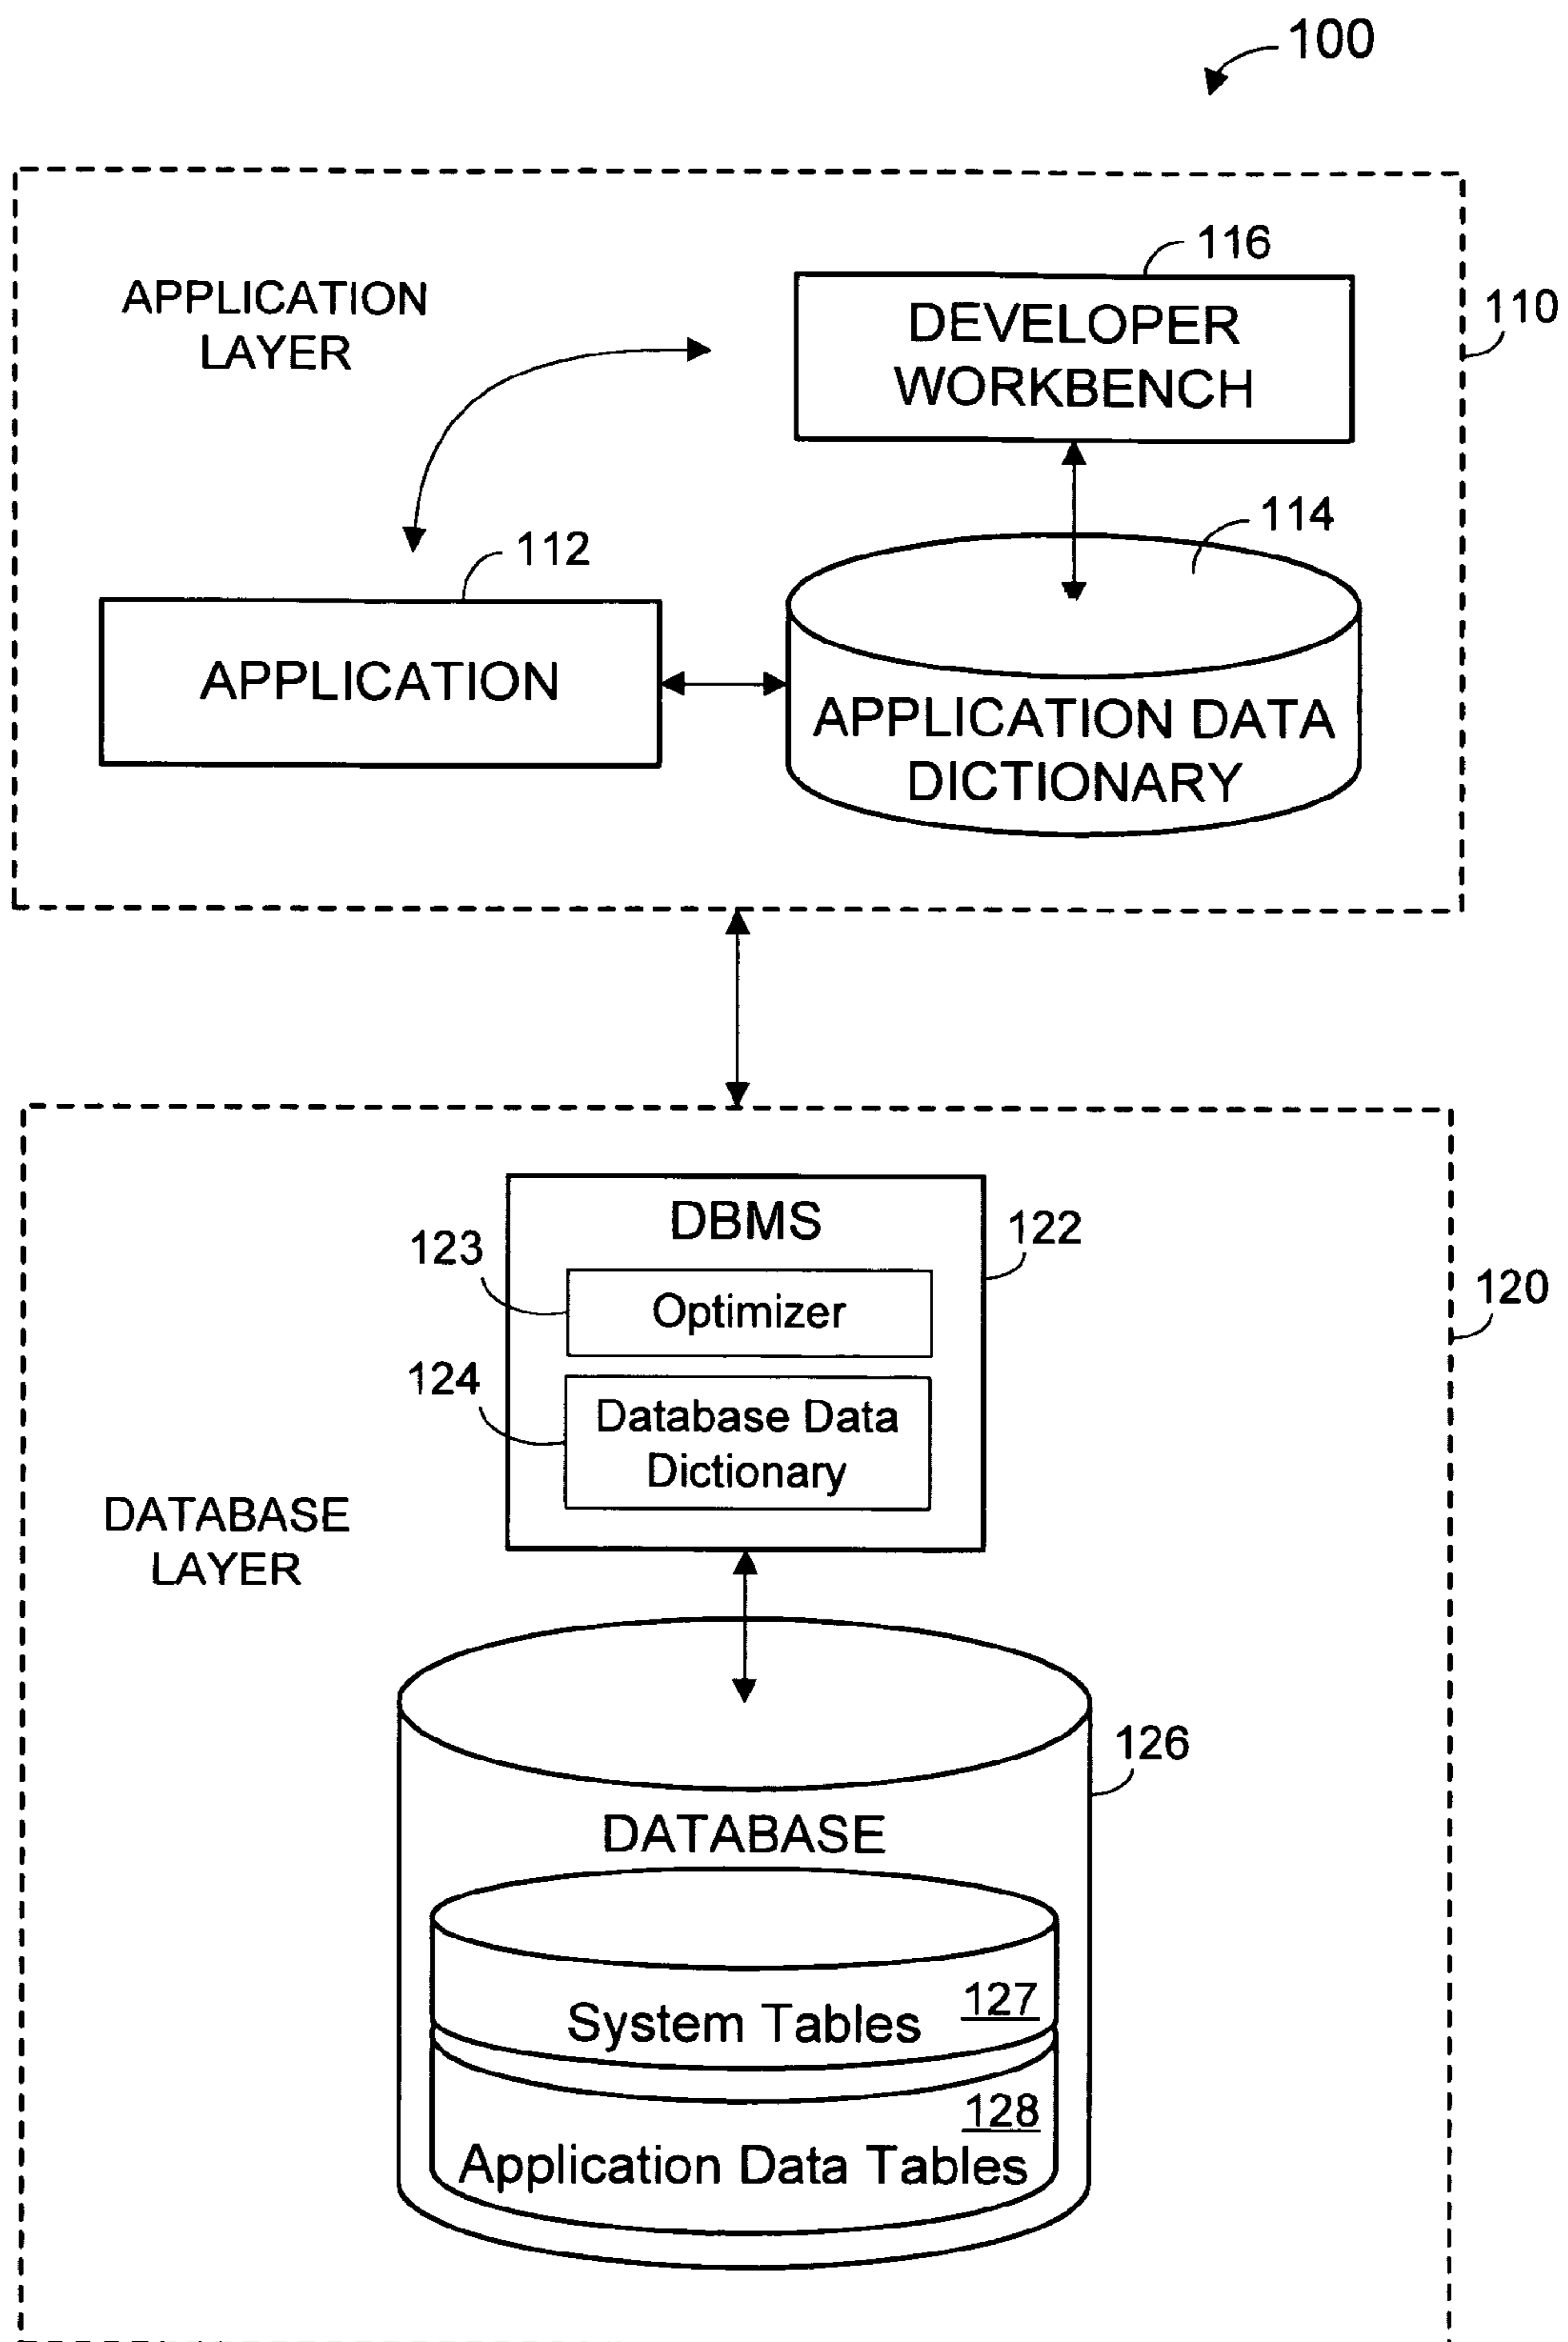 100
116
110
APPLICATION
LAYER
DEVELOPER
WORKBENCH
114
112
APPLICATION
APPLICATION DATA
DICTIONARY
DBMS
122
123
120
Optimizer
124
Database Data
Dictionary
DATABASE
LAYER
126
DATABASE
127
System Tables
128
Application Data Tables